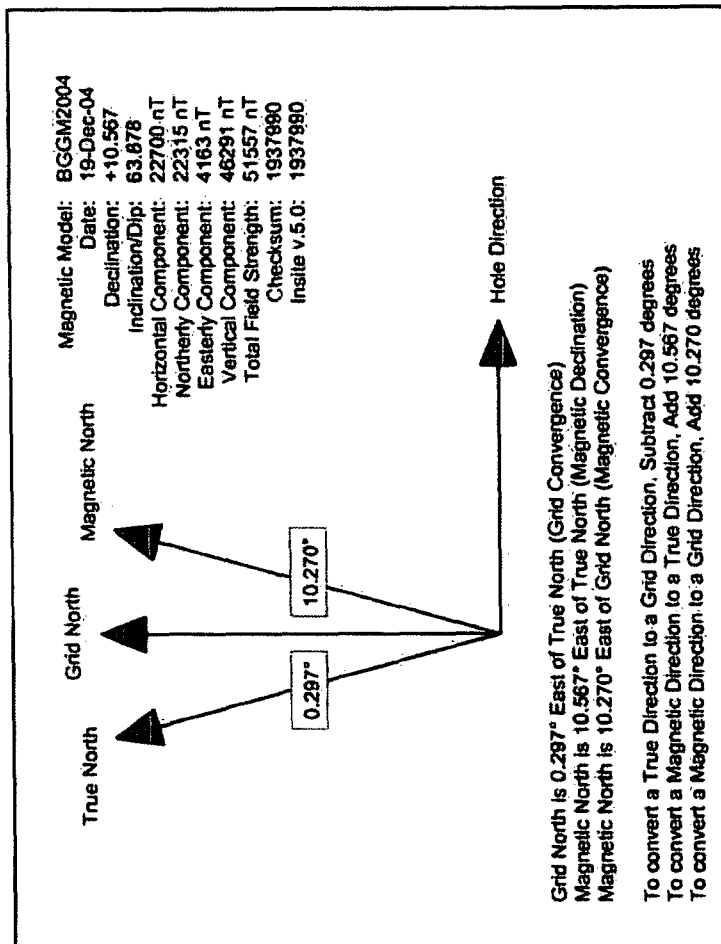 Magnetic Model: BGGM2004
Date: 19-Dec-04
Declination: +10.567
Inclination/Dip: 63.878
Horizontal Component: 22700 nT
Northerly Component: 22315 nT
Easterly Component: 4163 nT
Vertical Component: 46291 nT
Total Field Strength: 51557 nT
Checksum: 1937990
Insite v.5.0: 1937990
True North
Grid North
Magnetic North
0.297°
10.270°
Hole Direction
Grid North is 0.297° East of True North (Grid Convergence)
Magnetic North is 10.567° East of True North (Magnetic Declination)
Magnetic North is 10.270° East of Grid North (Magnetic Convergence)
To convert a True Direction to a Grid Direction, Subtract 0.297 degrees
To convert a Magnetic Direction to a True Direction, Add 10.567 degrees
To convert a Magnetic Direction to a Grid Direction, Add 10.270 degrees